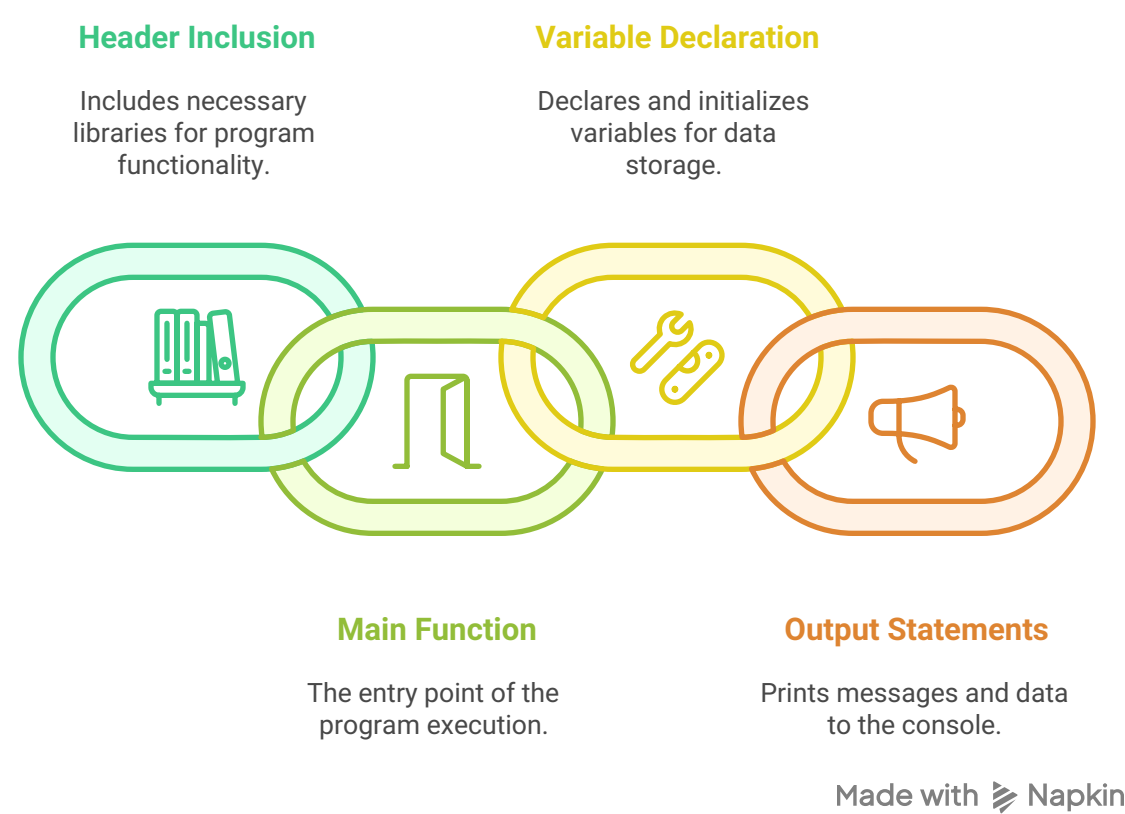 Header Inclusion
Includes necessary
libraries for program
functionality.
Variable Declaration
Declares and initializes
variables for data
storage.
Main Function
The entry point of the
program execution.
Output Statements
Prints messages and data
to the console.
Made with Napkin